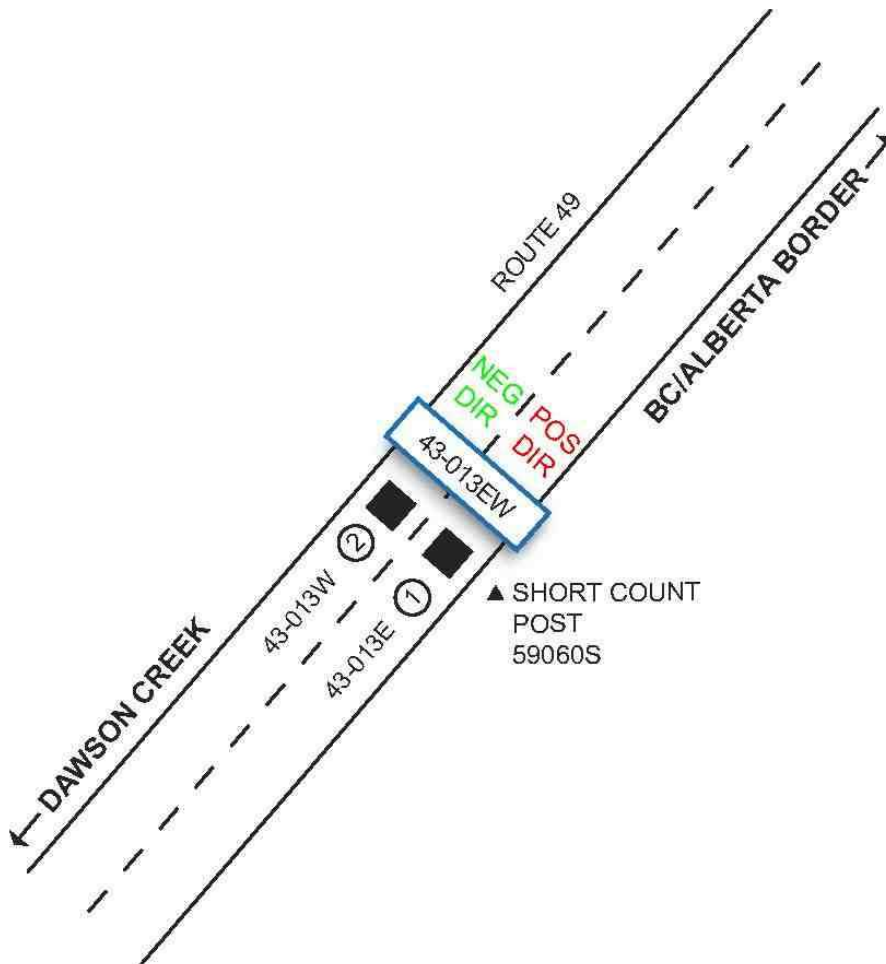 ROUTE 49
BC/ALBERTA BORDER
NEG
DIR
POS
DIR
43-013EW
2
43-013W
1
43-013E
SHORT COUNT
POST
59060S
DAWSON CREEK